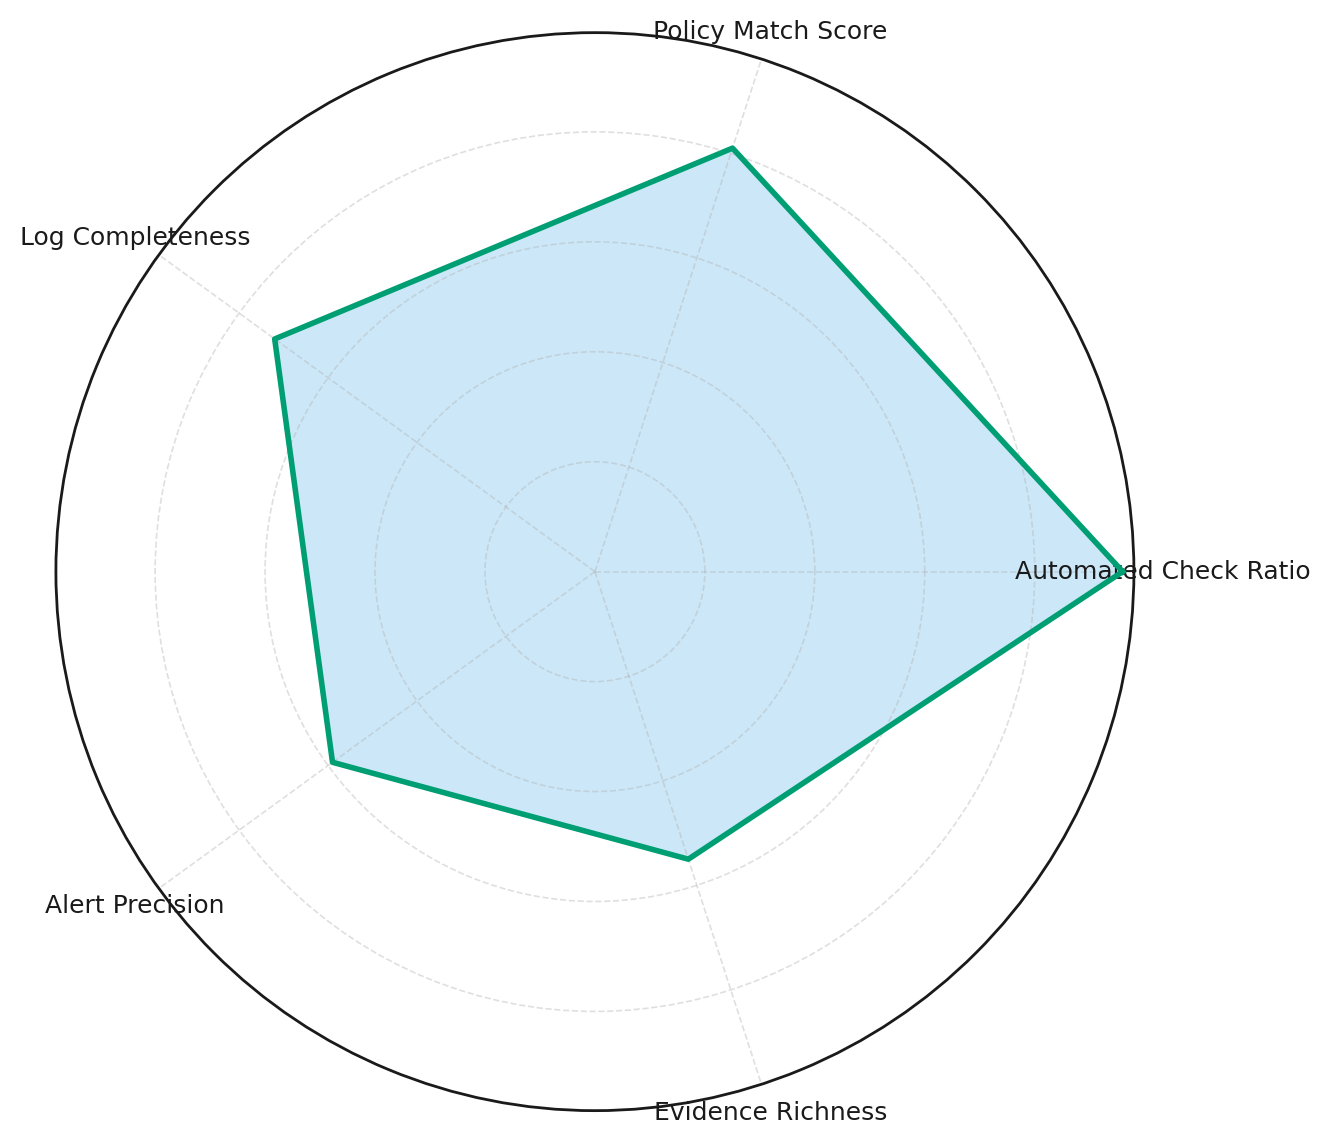 Policy Match Score
Log Completeness
Automated Check Ratio
Alert Precision
Evidence Richness